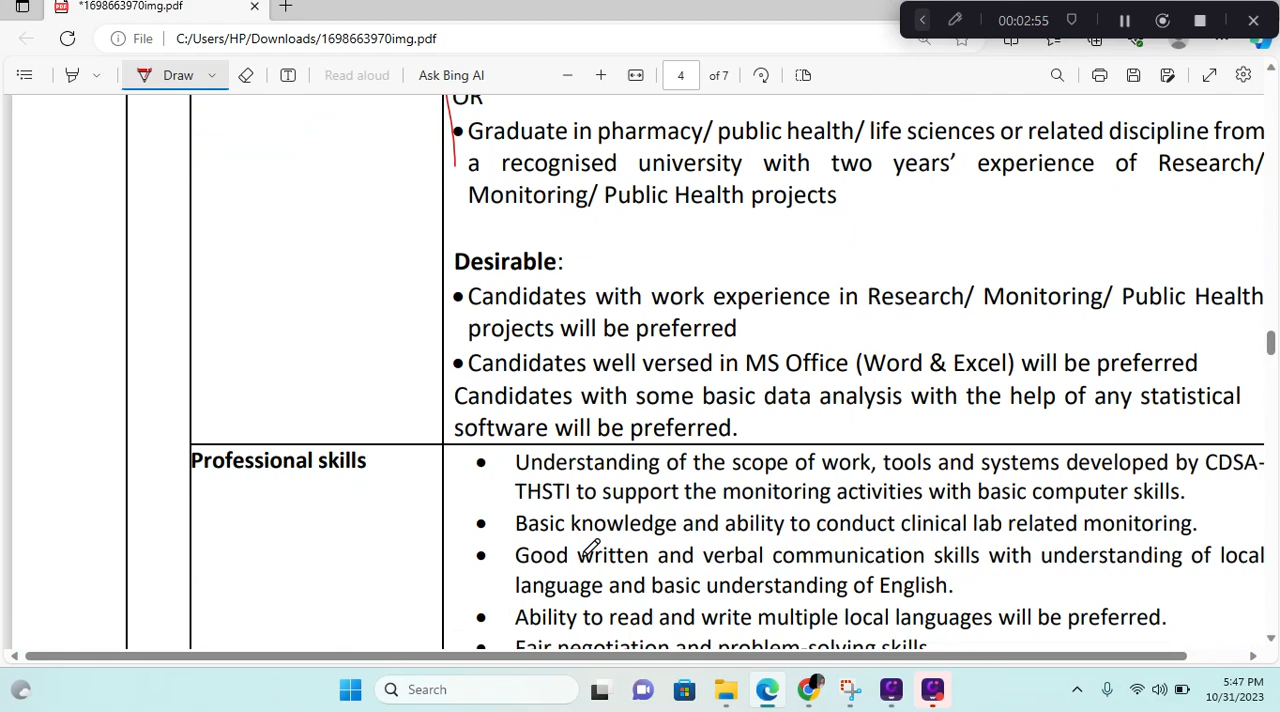 *1698663970img.pdf
00:02:55
File C:/Users/HP/Downloads/1698663970img.pdf
Draw Read aloud Ask Bing AI 4 of 7
OR
• Graduate in pharmacy/ public health/ life sciences or related discipline from
a recognised university with two years’ experience of Research/
Monitoring/ Public Health projects
Desirable:
• Candidates with work experience in Research/ Monitoring/ Public Health
projects will be preferred
• Candidates well versed in MS Office (Word & Excel) will be preferred
Candidates with some basic data analysis with the help of any statistical
software will be preferred.
Professional skills
• Understanding of the scope of work, tools and systems developed by CDSA-
THSTI to support the monitoring activities with basic computer skills.
• Basic knowledge and ability to conduct clinical lab related monitoring.
• Good written and verbal communication skills with understanding of local
language and basic understanding of English.
• Ability to read and write multiple local languages will be preferred.
• Fair negotiation and problem-solving skills
Search
5:47 PM
10/31/2023